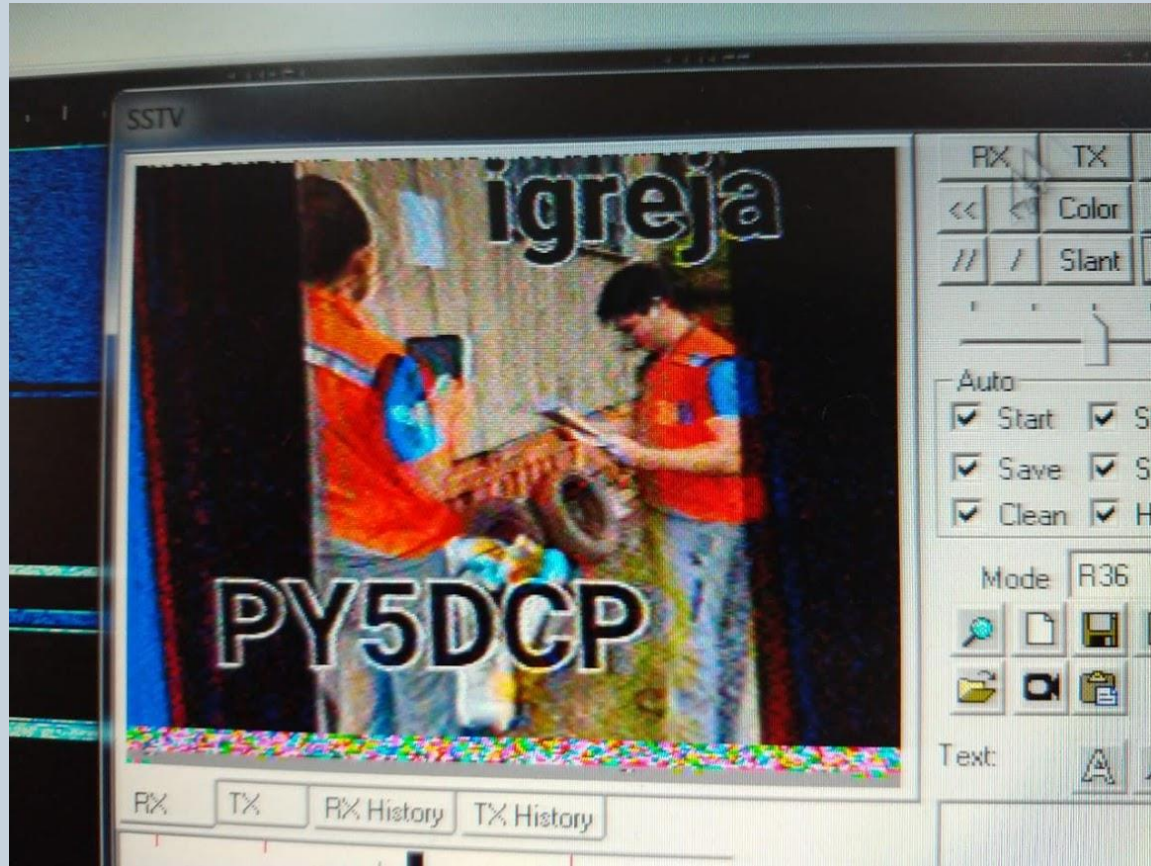 SSTV
igreja
PY5DCP
RX TX
<< Color
// / Slant
Auto
Start S
Save S
Clean H
Mode R36
Text: A
RX TX RX History TX History